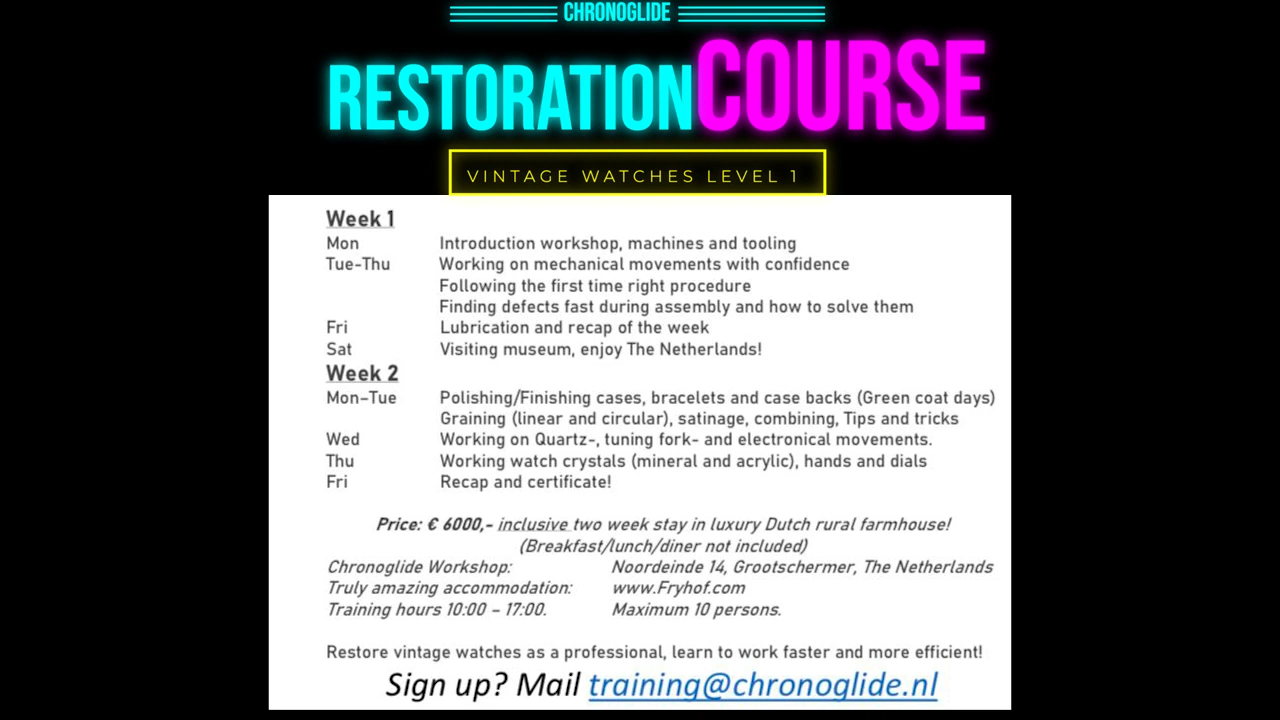 CHRONOGLIDE
RESTORATION COURSE
VINTAGE WATCHES LEVEL 1
Week 1
Mon Introduction workshop, machines and tooling
Tue-Thu Working on mechanical movements with confidence
Following the first time right procedure
Finding defects fast during assembly and how to solve them
Fri Lubrication and recap of the week
Sat Visiting museum, enjoy The Netherlands!
Week 2
Mon–Tue Polishing/Finishing cases, bracelets and case backs (Green coat days)
Graining (linear and circular), satinage, combining, Tips and tricks
Wed Working on Quartz-, tuning fork- and electronical movements.
Thu Working watch crystals (mineral and acrylic), hands and dials
Fri Recap and certificate!
Price: € 6000,- inclusive two week stay in luxury Dutch rural farmhouse!
(Breakfast/lunch/diner not included)
Chronoglide Workshop: Noordeinde 14, Grootschermer, The Netherlands
Truly amazing accommodation: www.Fryhof.com
Training hours 10:00 – 17:00. Maximum 10 persons.
Restore vintage watches as a professional, learn to work faster and more efficient!
Sign up? Mail training@chronoglide.nl